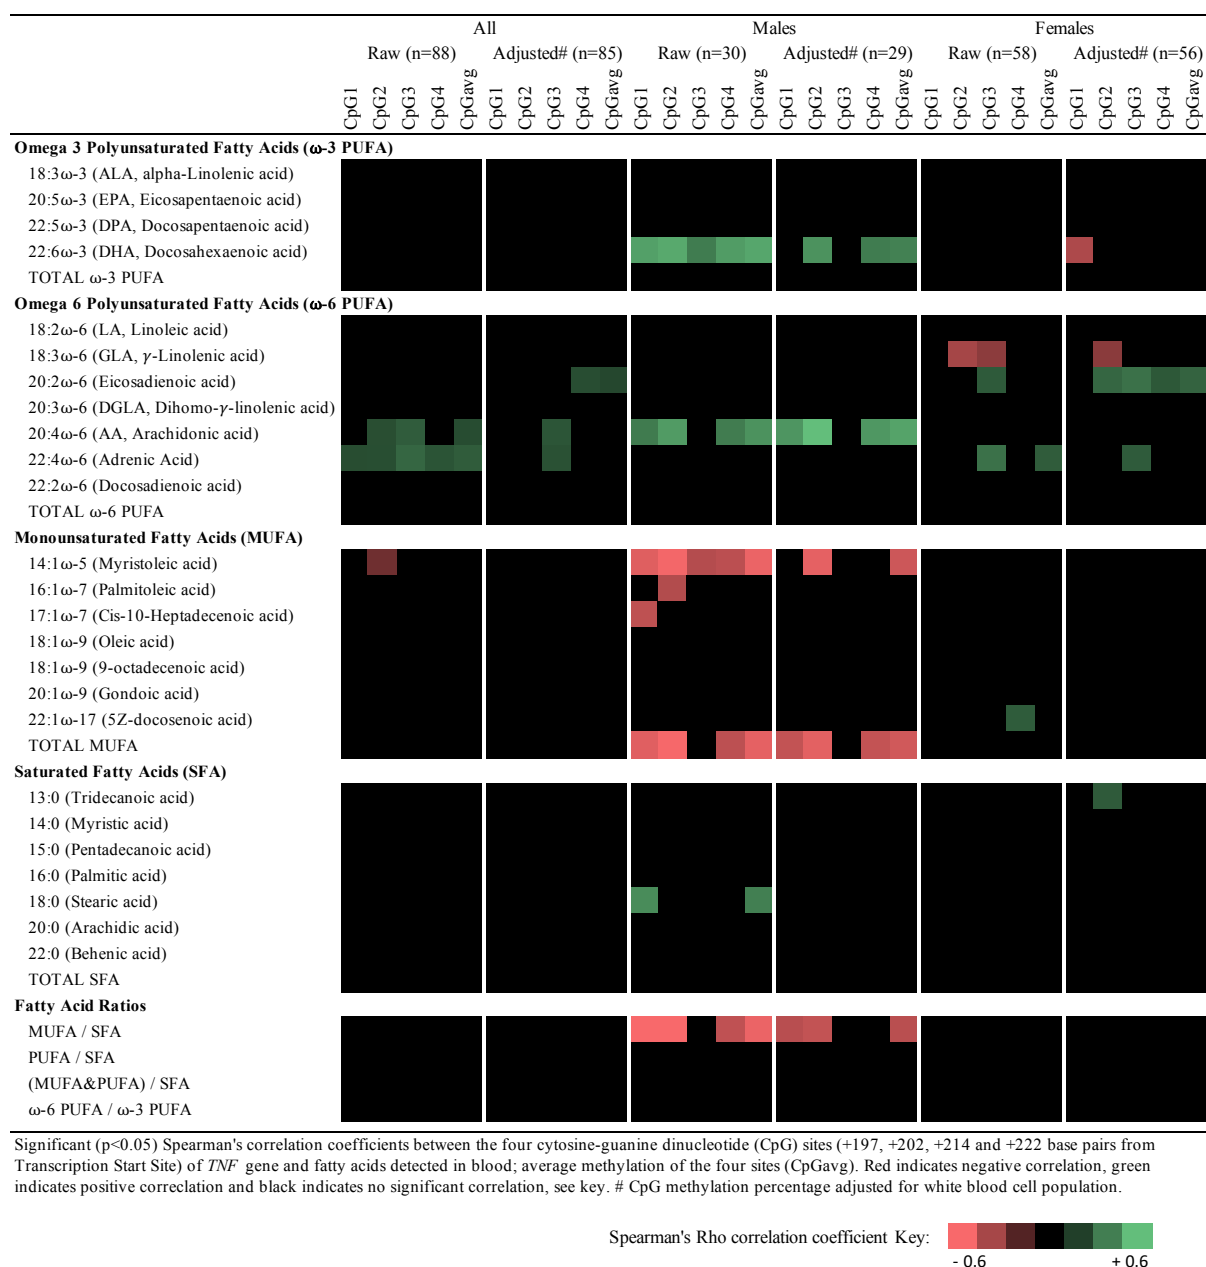 All Males Females
Raw (n=88) Adjusted# (n=85) Raw (n=30) Adjusted# (n=29) Raw (n=58) Adjusted# (n=56)
CpG1 CpG2 CpG3 CpG4 CpGavg CpG1 CpG2 CpG3 CpG4 CpGavg CpG1 CpG2 CpG3 CpG4 CpGavg CpG1 CpG2 CpG3 CpG4 CpGavg CpG1 CpG2 CpG3 CpG4 CpGavg CpG1 CpG2 CpG3 CpG4 CpGavg
Omega 3 Polyunsaturated Fatty Acids (ω-3 PUFA)
18:3ω-3 (ALA, alpha-Linolenic acid)
20:5ω-3 (EPA, Eicosapentaenoic acid)
22:5ω-3 (DPA, Docosapentaenoic acid)
22:6ω-3 (DHA, Docosahexaenoic acid)
TOTAL ω-3 PUFA
Omega 6 Polyunsaturated Fatty Acids (ω-6 PUFA)
18:2ω-6 (LA, Linoleic acid)
18:3ω-6 (GLA, γ-Linolenic acid)
20:2ω-6 (Eicosadienoic acid)
20:3ω-6 (DGLA, Dihomo-γ-linolenic acid)
20:4ω-6 (AA, Arachidonic acid)
22:4ω-6 (Adrenic Acid)
22:2ω-6 (Docosadienoic acid)
TOTAL ω-6 PUFA
Monounsaturated Fatty Acids (MUFA)
14:1ω-5 (Myristoleic acid)
16:1ω-7 (Palmitoleic acid)
17:1ω-7 (Cis-10-Heptadecenoic acid)
18:1ω-9 (Oleic acid)
18:1ω-9 (9-octadecenoic acid)
20:1ω-9 (Gondoic acid)
22:1ω-17 (5Z-docosenoic acid)
TOTAL MUFA
Saturated Fatty Acids (SFA)
13:0 (Tridecanoic acid)
14:0 (Myristic acid)
15:0 (Pentadecanoic acid)
16:0 (Palmitic acid)
18:0 (Stearic acid)
20:0 (Arachidic acid)
22:0 (Behenic acid)
TOTAL SFA
Fatty Acid Ratios
MUFA / SFA
PUFA / SFA
(MUFA&PUFA) / SFA
ω-6 PUFA / ω-3 PUFA
Significant (p<0.05) Spearman's correlation coefficients between the four cytosine-guanine dinucleotide (CpG) sites (+197, +202, +214 and +222 base pairs from
Transcription Start Site) of TNF gene and fatty acids detected in blood; average methylation of the four sites (CpGavg). Red indicates negative correlation, green
indicates positive correclation and black indicates no significant correlation, see key. # CpG methylation percentage adjusted for white blood cell population.
Spearman's Rho correlation coefficient Key:
- 0.6 + 0.6